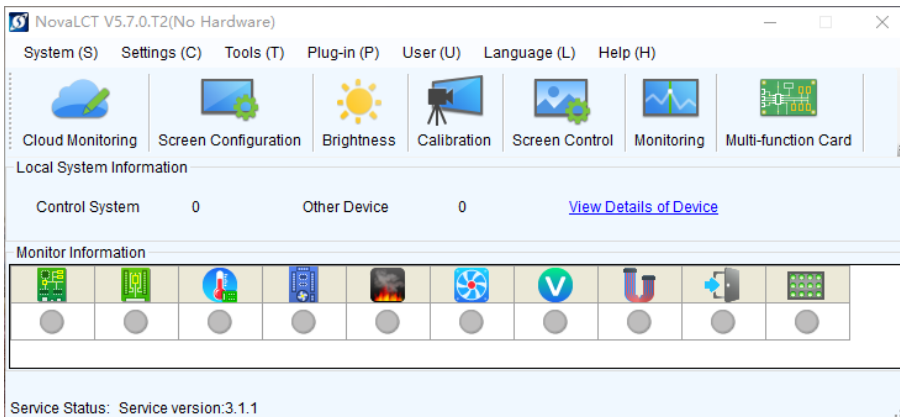 NovaLCT V5.7.0.T2(No Hardware)
System (S) Settings (C) Tools (T) Plug-in (P) User (U) Language (L) Help (H)
Cloud Monitoring Screen Configuration Brightness Calibration Screen Control Monitoring Multi-function Card
Local System Information
Control System 0 Other Device 0 View Details of Device
Monitor Information
V
Service Status: Service version:3.1.1